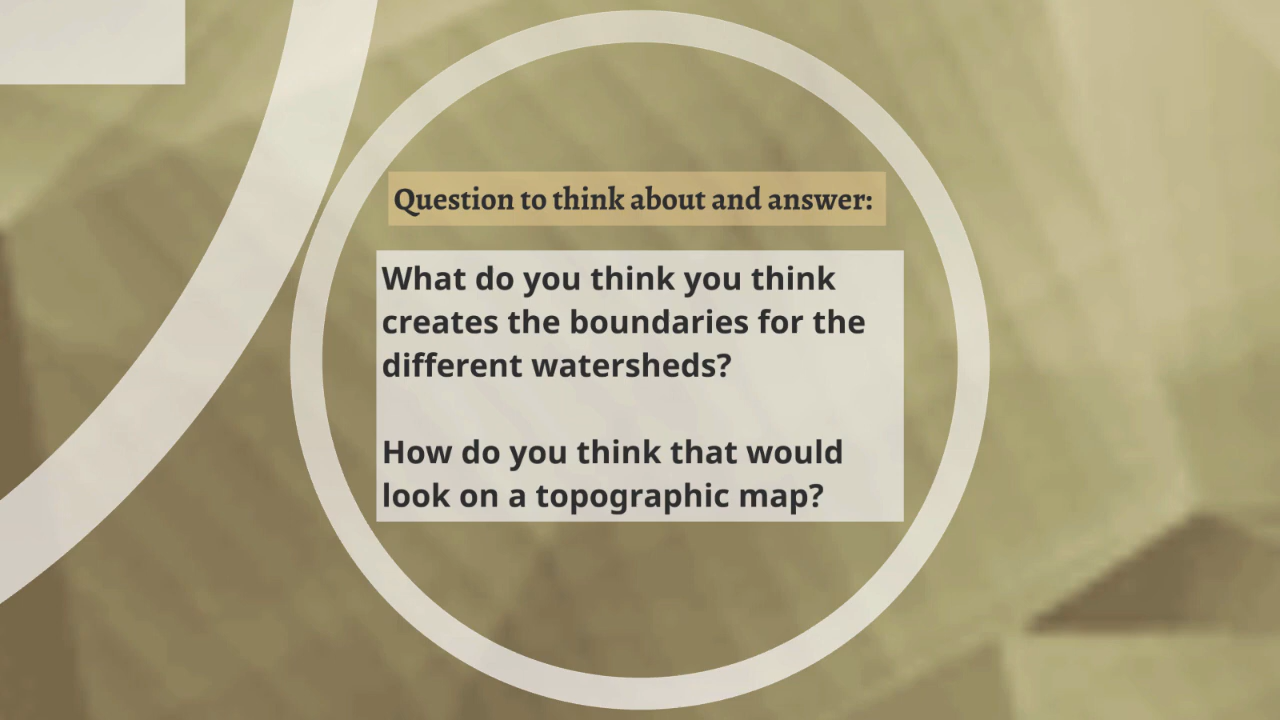 Question to think about and answer:
What do you think you think
creates the boundaries for the
different watersheds?
How do you think that would
look on a topographic map?